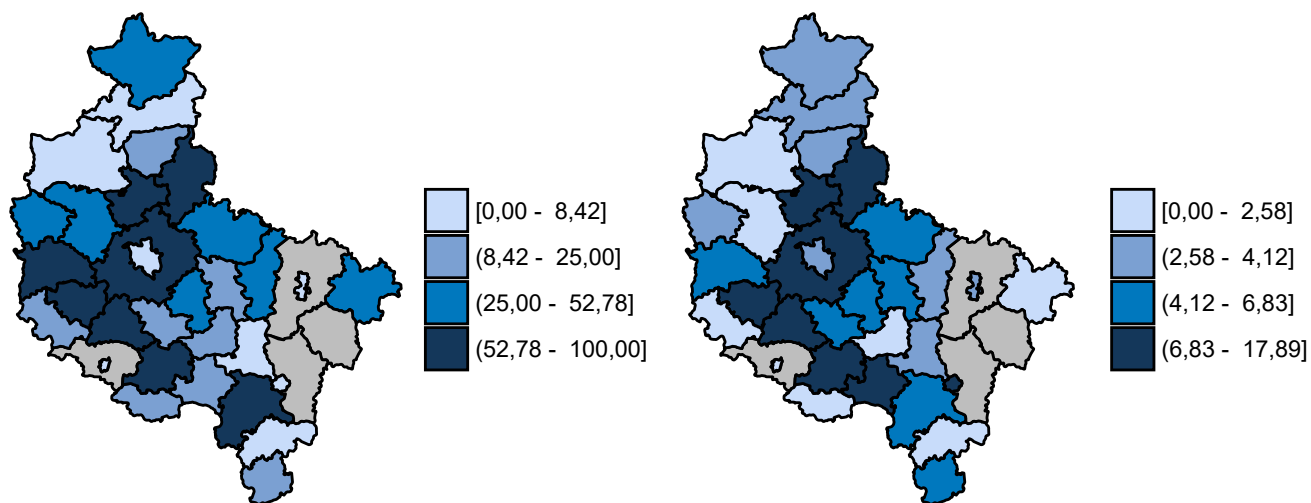 [0,00 - 8,42]
(8,42 - 25,00]
(25,00 - 52,78]
(52,78 - 100,00]
[0,00 - 2,58]
(2,58 - 4,12]
(4,12 - 6,83]
(6,83 - 17,89]